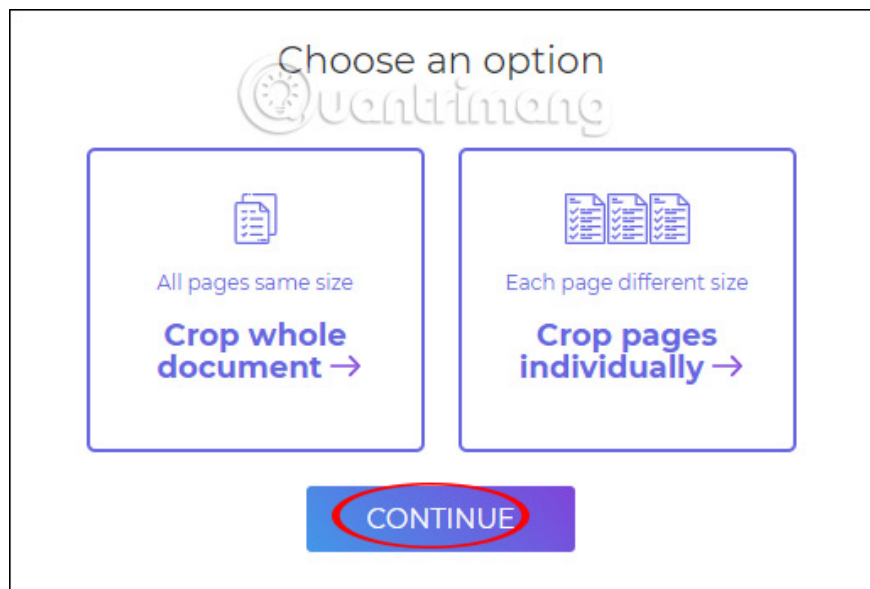 Choose an option
Quantrimang
All pages same size
Crop whole
document →
Each page different size
Crop pages
individually →
CONTINUE